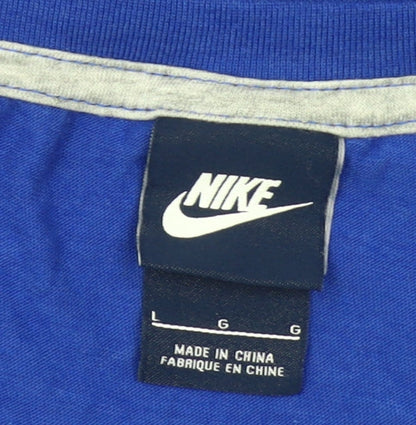 NIKE
L G G
MADE IN CHINA
FABRIQUE EN CHINE